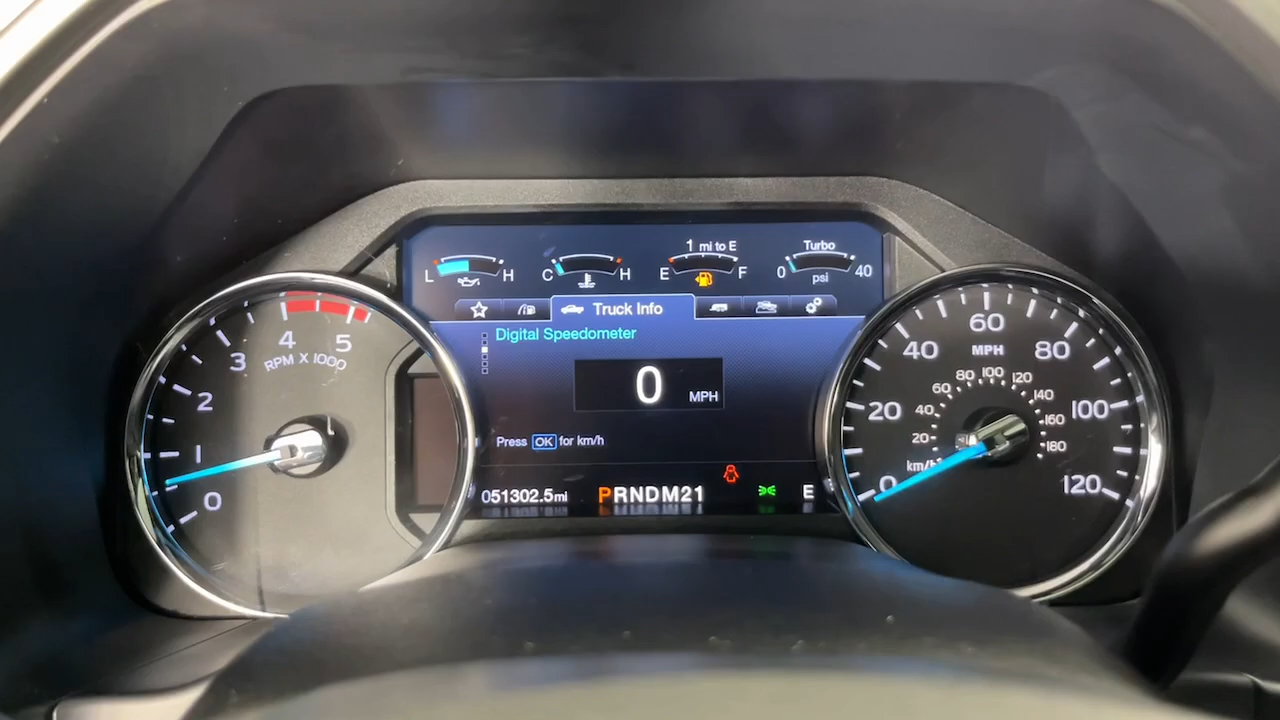 1 mi to E
Turbo
L H
C H
E F
0 40
psi
Truck Info
Digital Speedometer
0 MPH
Press OK for km/h
051302.5mi
PRNDM21
E
0
1
2
3
4
5
RPM X 1000
0
20
40
60
80
100
120
MPH
20
40
60
80
100
120
140
160
180
km/h